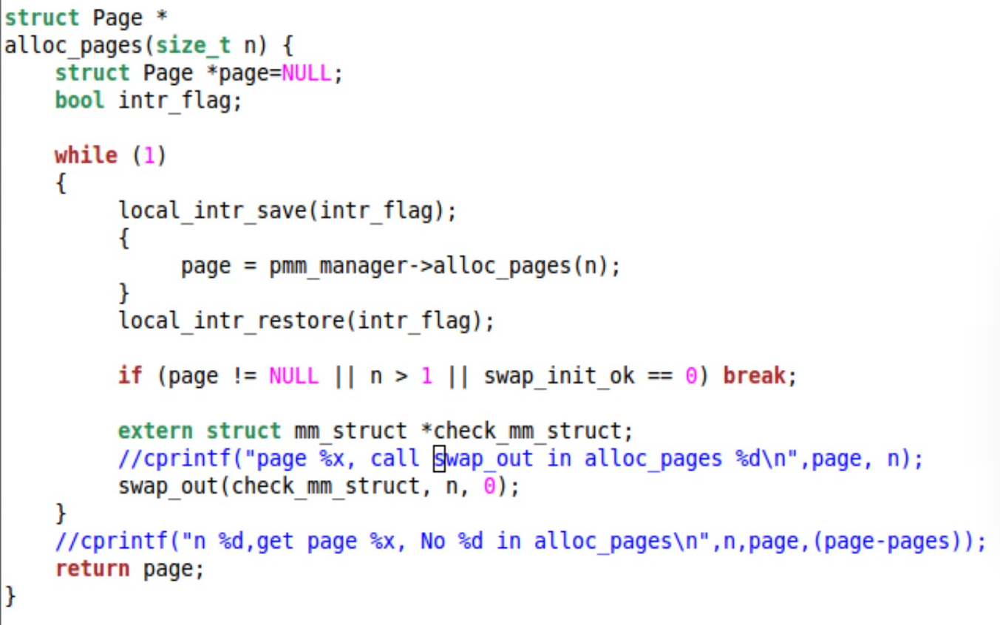 struct Page *
alloc_pages(size_t n) {
    struct Page *page=NULL;
    bool intr_flag;

    while (1)
    {
         local_intr_save(intr_flag);
         {
              page = pmm_manager->alloc_pages(n);
         }
         local_intr_restore(intr_flag);

         if (page != NULL || n > 1 || swap_init_ok == 0) break;

         extern struct mm_struct *check_mm_struct;
         //cprintf("page %x, call swap_out in alloc_pages %d\n",page, n);
         swap_out(check_mm_struct, n, 0);
    }
    //cprintf("n %d,get page %x, No %d in alloc_pages\n",n,page,(page-pages));
    return page;
}